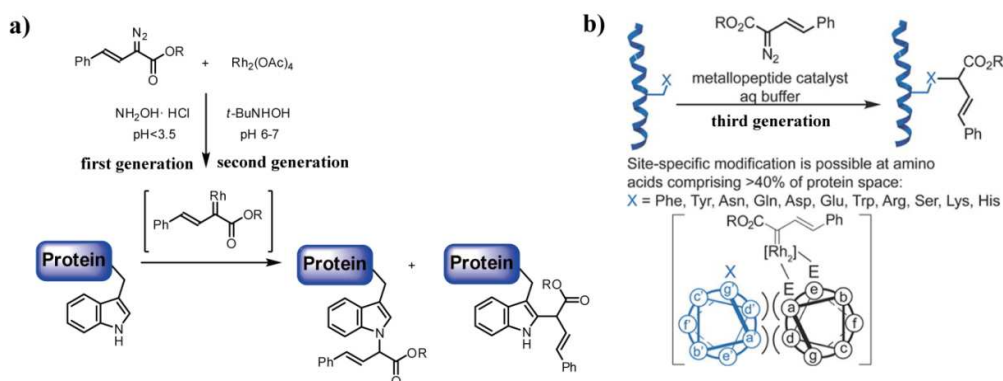 a)
N2
Ph
OR
O
+
Rh2(OAc)4
NH2OH· HCl
pH<3.5
t-BuNHOH
pH 6-7
first generation
second generation
Rh
Ph
OR
O
Protein
N
H
Protein
N
Ph
OR
O
+
Protein
N
H
RO
O
Ph
b)
RO2C
Ph
N2
X
metallopeptide catalyst
aq buffer
third generation
X
CO2R
Ph
Site-specific modification is possible at amino
acids comprising >40% of protein space:
X = Phe, Tyr, Asn, Gln, Asp, Glu, Trp, Arg, Ser, Lys, His
RO2C
Ph
[Rh2]
E
E
X
g'
c'
d'
f'
a'
b'
e'
e
a
b
f
d
c
g